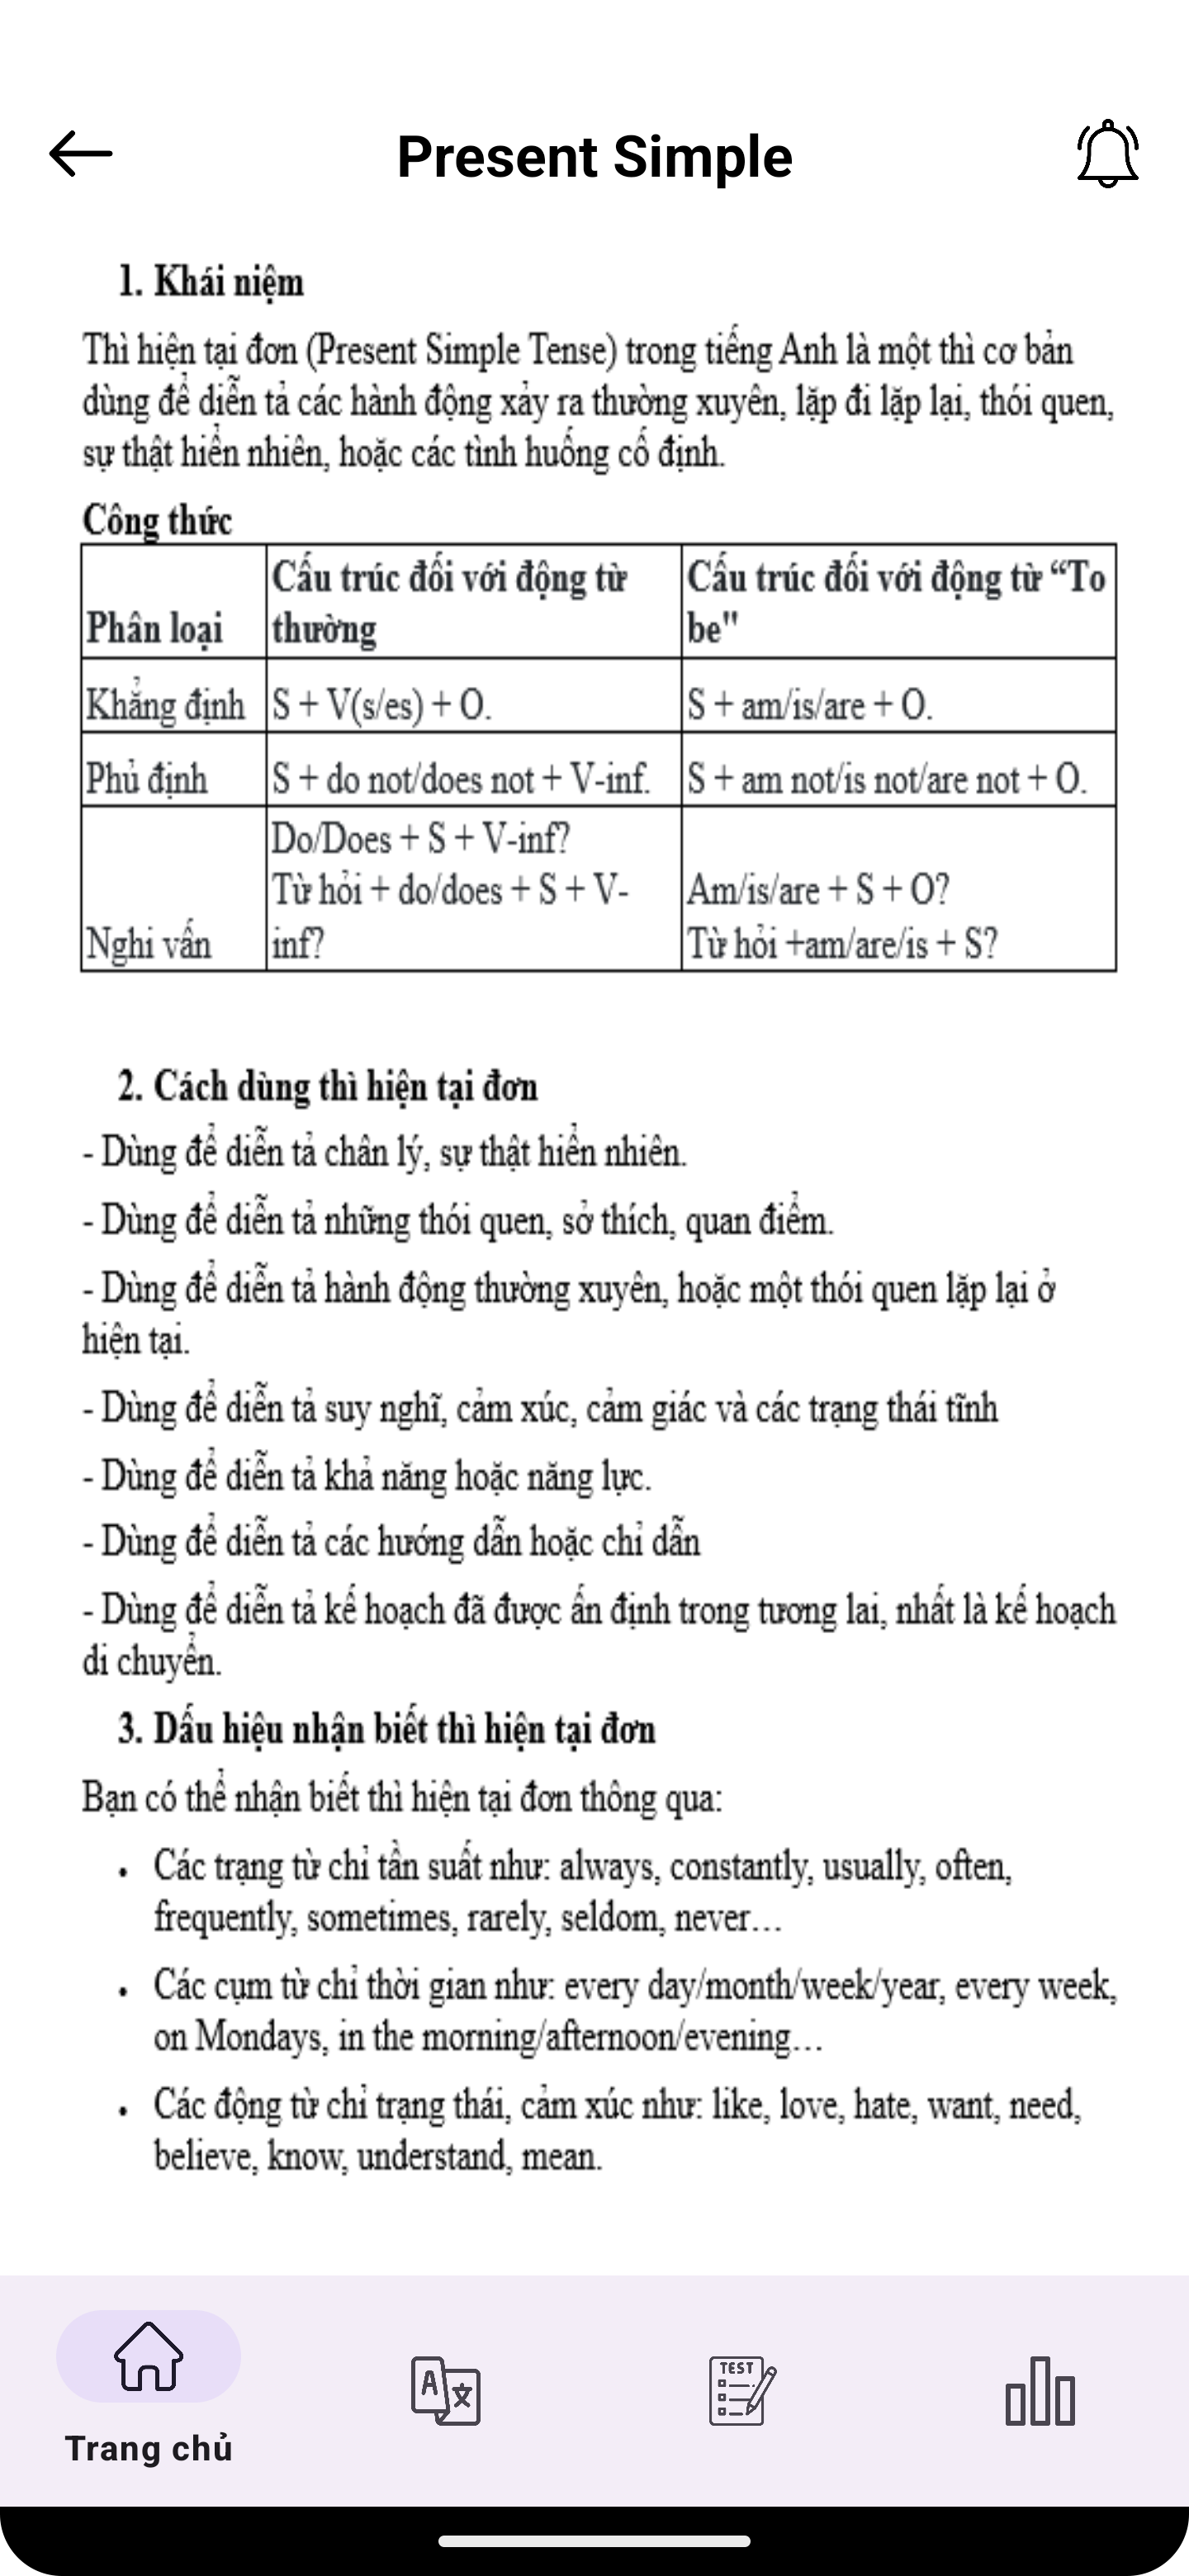 Present Simple
1. Khái niệm
Thì hiện tại đơn (Present Simple Tense) trong tiếng Anh là một thì cơ bản
dùng để diễn tả các hành động xảy ra thường xuyên, lặp đi lặp lại, thói quen,
sự thật hiển nhiên, hoặc các tình huống cố định.
Công thức
Phân loại
Cấu trúc đối với động từ
thường
Cấu trúc đối với động từ “To
be"
Khẳng định
S + V(s/es) + O.
S + am/is/are + O.
Phủ định
S + do not/does not + V-inf.
S + am not/is not/are not + O.
Nghi vấn
Do/Does + S + V-inf?
Từ hỏi + do/does + S + V-
inf?
Am/is/are + S + O?
Từ hỏi +am/are/is + S?
2. Cách dùng thì hiện tại đơn
- Dùng để diễn tả chân lý, sự thật hiển nhiên.
- Dùng để diễn tả những thói quen, sở thích, quan điểm.
- Dùng để diễn tả hành động thường xuyên, hoặc một thói quen lặp lại ở
hiện tại.
- Dùng để diễn tả suy nghĩ, cảm xúc, cảm giác và các trạng thái tĩnh
- Dùng để diễn tả khả năng hoặc năng lực.
- Dùng để diễn tả các hướng dẫn hoặc chỉ dẫn
- Dùng để diễn tả kế hoạch đã được ấn định trong tương lai, nhất là kế hoạch
di chuyển.
3. Dấu hiệu nhận biết thì hiện tại đơn
Bạn có thể nhận biết thì hiện tại đơn thông qua:
• Các trạng từ chỉ tần suất như: always, constantly, usually, often,
frequently, sometimes, rarely, seldom, never…
• Các cụm từ chỉ thời gian như: every day/month/week/year, every week,
on Mondays, in the morning/afternoon/evening…
• Các động từ chỉ trạng thái, cảm xúc như: like, love, hate, want, need,
believe, know, understand, mean.
A 文
TEST
Trang chủ